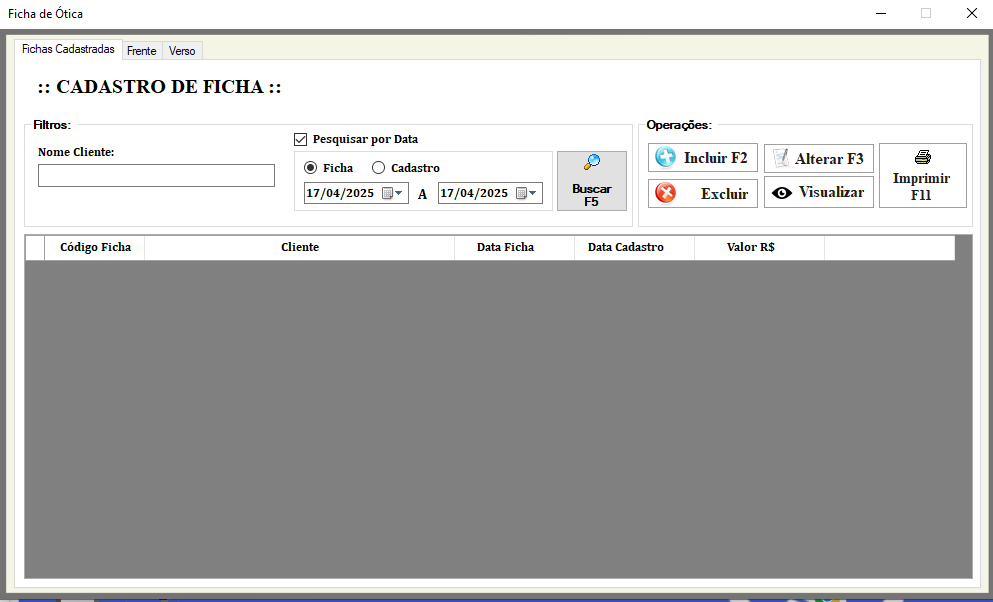 Ficha de Ótica
Fichas Cadastradas Frente Verso
:: CADASTRO DE FICHA ::
Filtros:
Nome Cliente:
Pesquisar por Data
Ficha Cadastro
17/04/2025 A 17/04/2025
Buscar
F5
Operações:
Incluir F2 Alterar F3
Excluir Visualizar
Imprimir
F11
Código Ficha Cliente Data Ficha Data Cadastro Valor R$